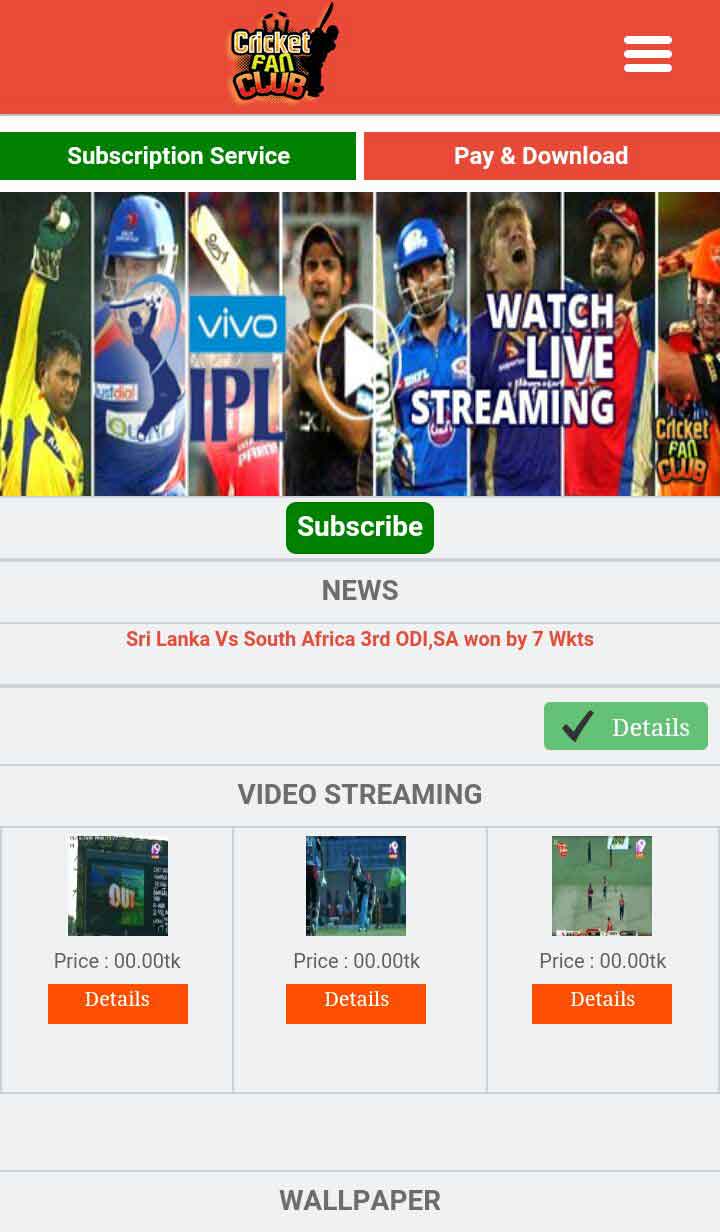 Cricket
FAN
CLUB
Subscription Service
Pay & Download
vivo
IPL
WATCH
LIVE
STREAMING
Cricket
FAN
CLUB
Subscribe
NEWS
Sri Lanka Vs South Africa 3rd ODI,SA won by 7 Wkts
Details
VIDEO STREAMING
OUT
Price : 00.00tk
Price : 00.00tk
Price : 00.00tk
Details
Details
Details
WALLPAPER